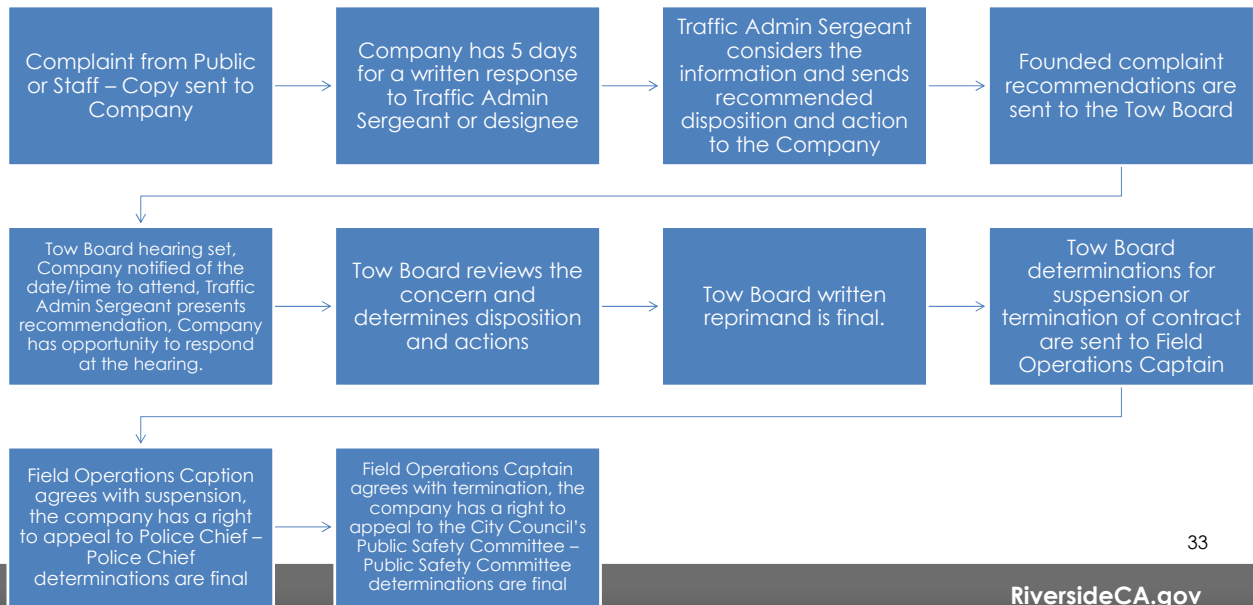 Complaint from Public
or Staff – Copy sent to
Company
Company has 5 days
for a written response
to Traffic Admin
Sergeant or designee
Traffic Admin Sergeant
considers the
information and sends
recommended
disposition and action
to the Company
Founded complaint
recommendations are
sent to the Tow Board
Tow Board hearing set,
Company notified of the
date/time to attend, Traffic
Admin Sergeant presents
recommendation, Company
has opportunity to respond
at the hearing.
Tow Board reviews the
concern and
determines disposition
and actions
Tow Board written
reprimand is final.
Tow Board
determinations for
suspension or
termination of contract
are sent to Field
Operations Captain
Field Operations Caption
agrees with suspension,
the company has a right
to appeal to Police Chief –
Police Chief
determinations are final
Field Operations Captain
agrees with termination, the
company has a right to
appeal to the City Council’s
Public Safety Committee –
Public Safety Committee
determinations are final
33
RiversideCA.gov